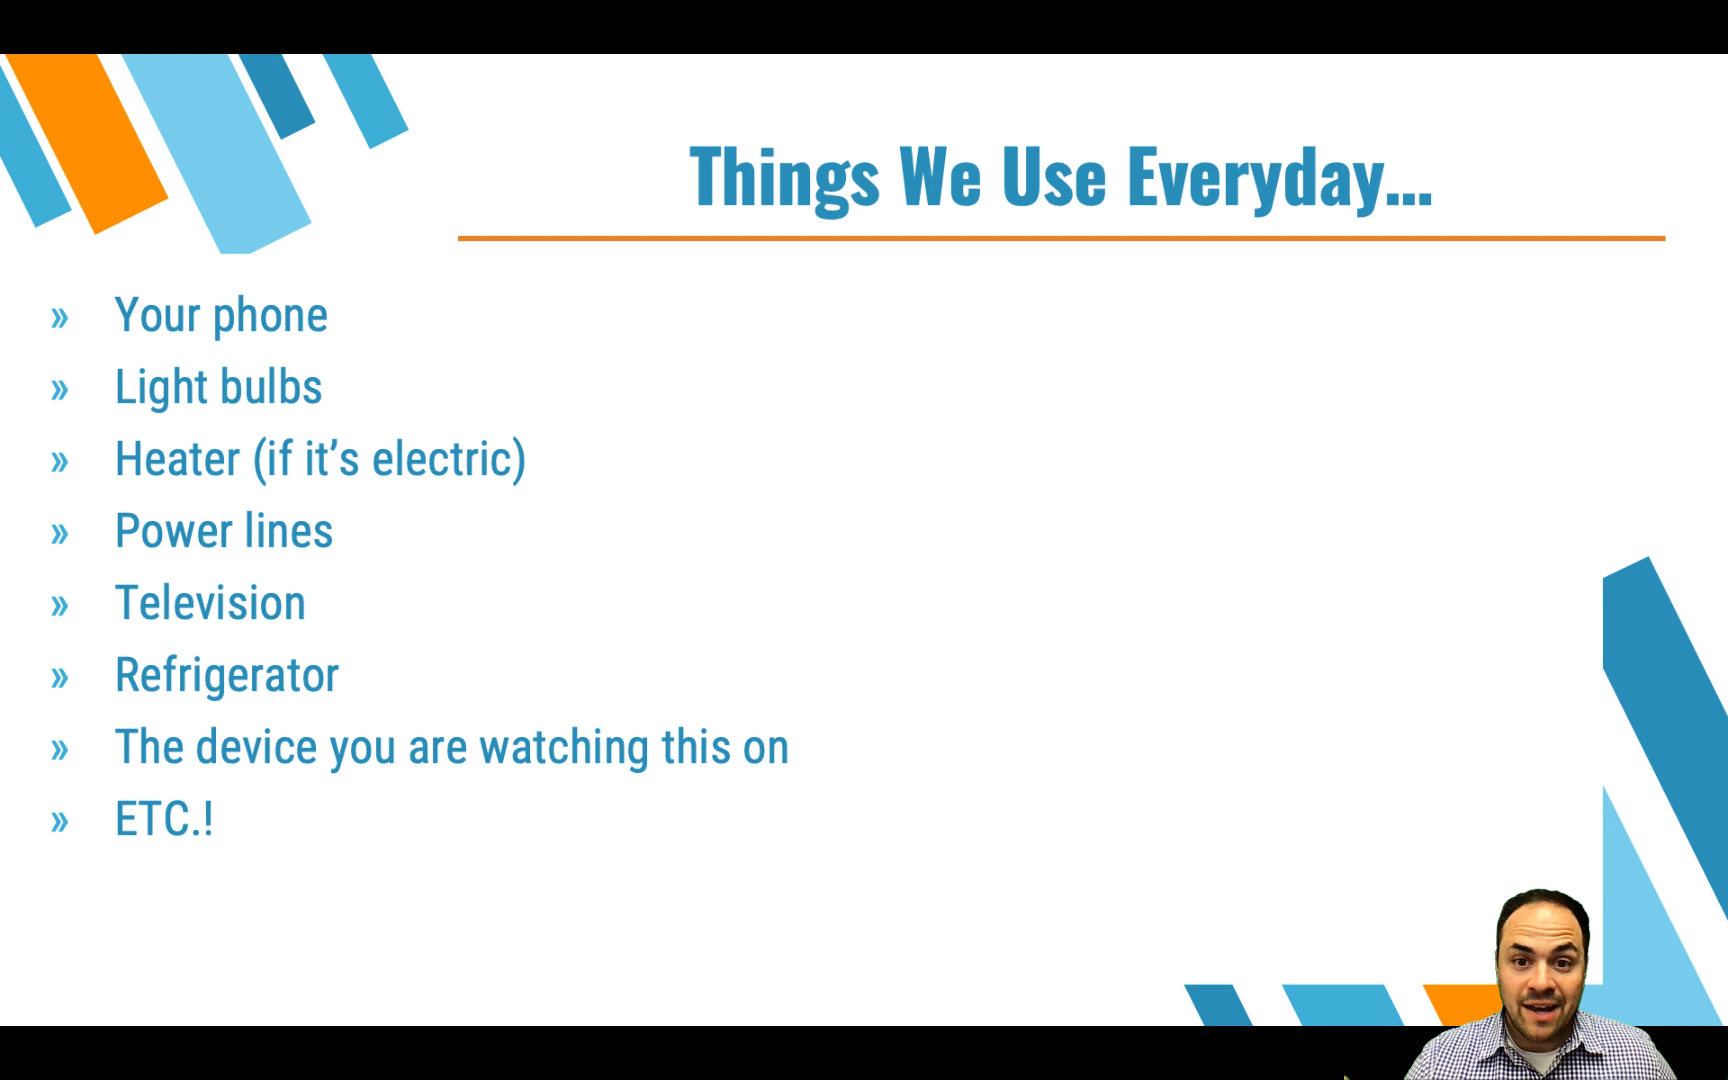 Things We Use Everyday...
» Your phone
» Light bulbs
» Heater (if it’s electric)
» Power lines
» Television
» Refrigerator
» The device you are watching this on
» ETC.!